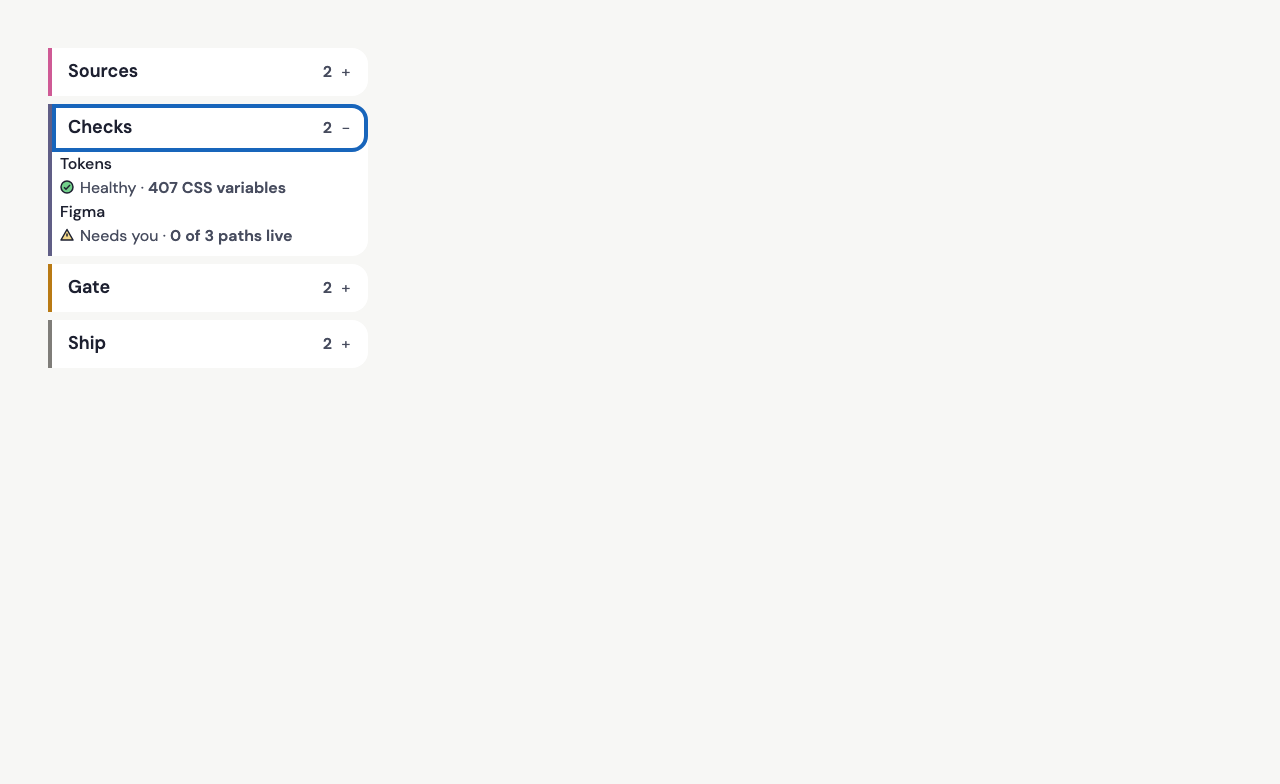 Sources 2 +
Checks 2 −
Tokens
Healthy · 407 CSS variables
Figma
Needs you · 0 of 3 paths live
Gate 2 +
Ship 2 +